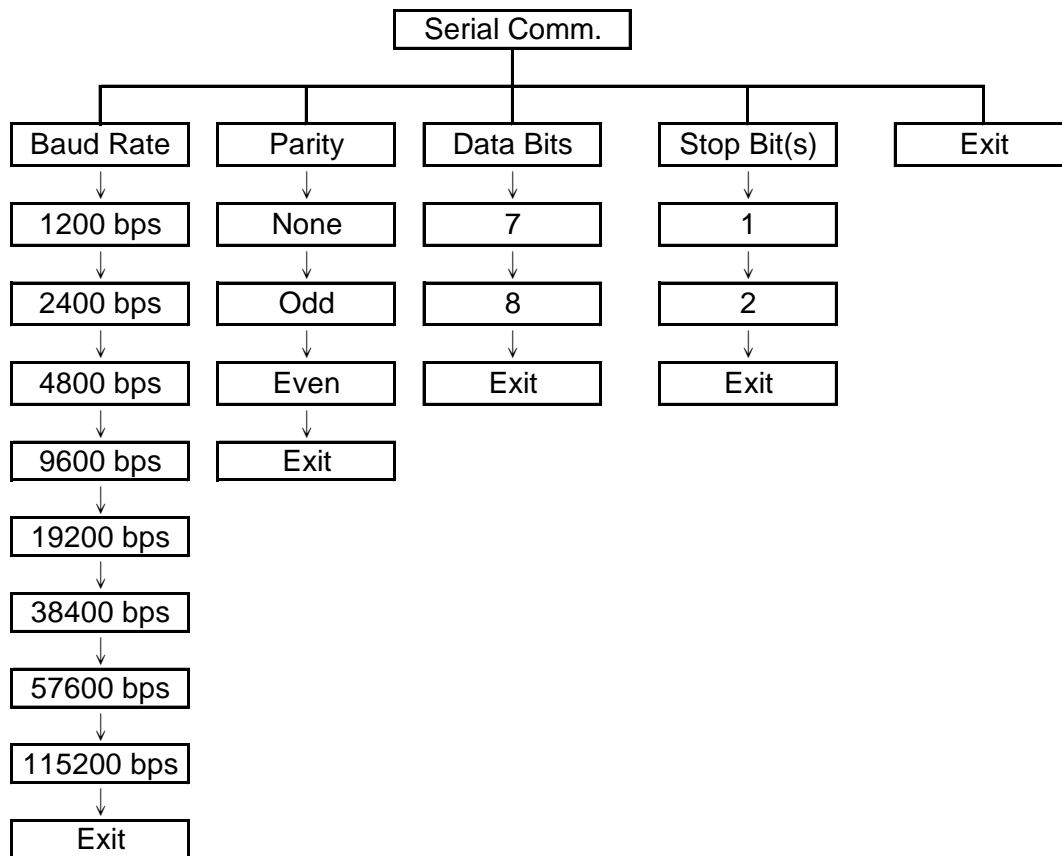 Serial Comm.
Baud Rate
Parity
Data Bits
Stop Bit(s)
Exit
1200 bps
None
7
1
2400 bps
Odd
8
2
4800 bps
Even
Exit
Exit
9600 bps
Exit
19200 bps
38400 bps
57600 bps
115200 bps
Exit